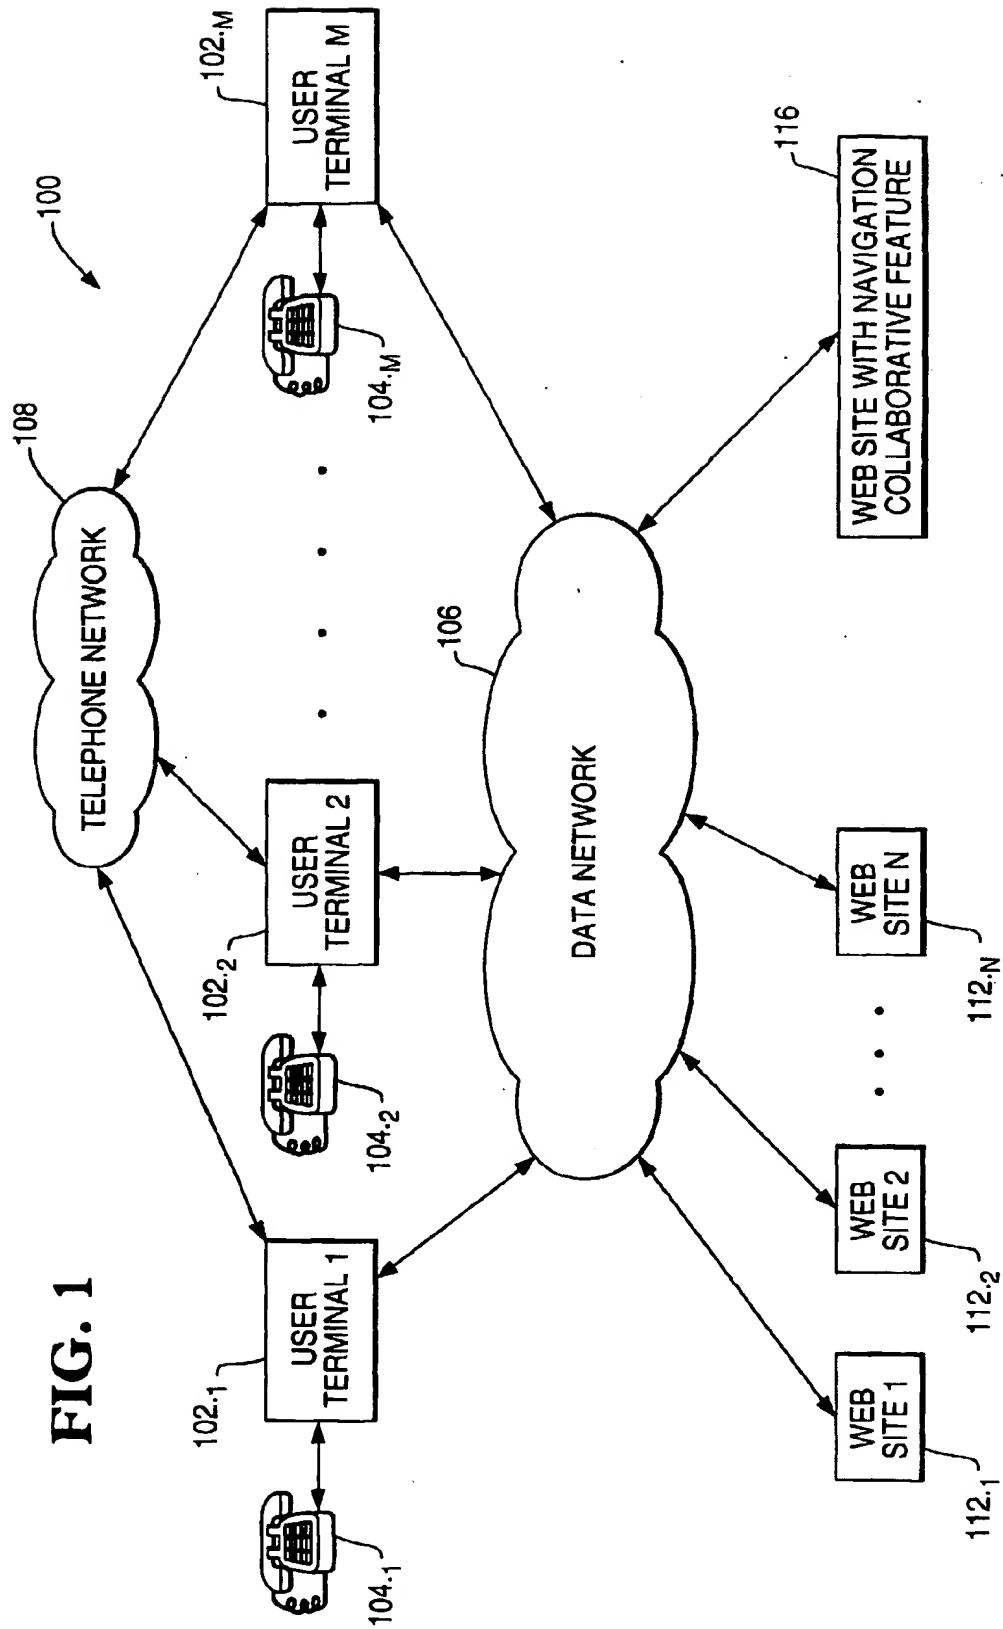 FIG. 1
100
108
TELEPHONE NETWORK
102.1
USER
TERMINAL 1
104.1
102.2
USER
TERMINAL 2
104.2
102.M
USER
TERMINAL M
104.M
106
DATA NETWORK
WEB
SITE 1
112.1
WEB
SITE 2
112.2
WEB
SITE N
112.N
116
WEB SITE WITH NAVIGATION
COLLABORATIVE FEATURE